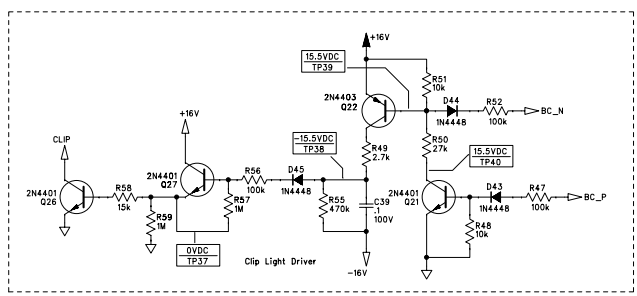 +16V
15.5VDC
TP39
R51
10k
2N4403
Q22
D44
1N4448
R52
100k
BC_N
+16V
CLIP
-15.5VDC
TP38
R49
2.7k
R50
27k
15.5VDC
TP40
2N4401
Q27
R56
100k
D45
1N4448
2N4401
Q26
R58
15k
R57
1M
R55
470k
C39
.1
100V
2N4401
Q21
D43
1N4448
R47
100k
BC_P
R59
1M
R48
10k
0VDC
TP37
Clip Light Driver
-16V